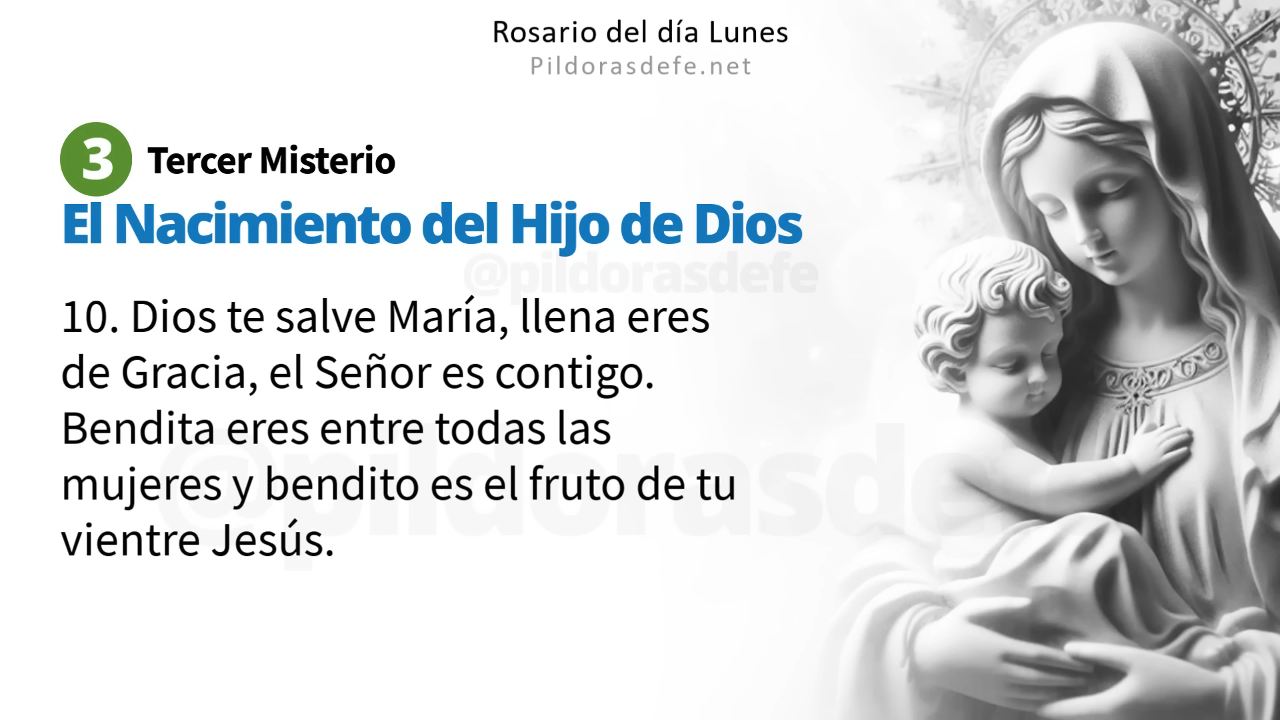 Rosario del día Lunes
Pildorasdefe.net
3 Tercer Misterio
El Nacimiento del Hijo de Dios
@pildorasdefe
10. Dios te salve María, llena eres
de Gracia, el Señor es contigo.
Bendita eres entre todas las
mujeres y bendito es el fruto de tu
vientre Jesús.
@pildorasde